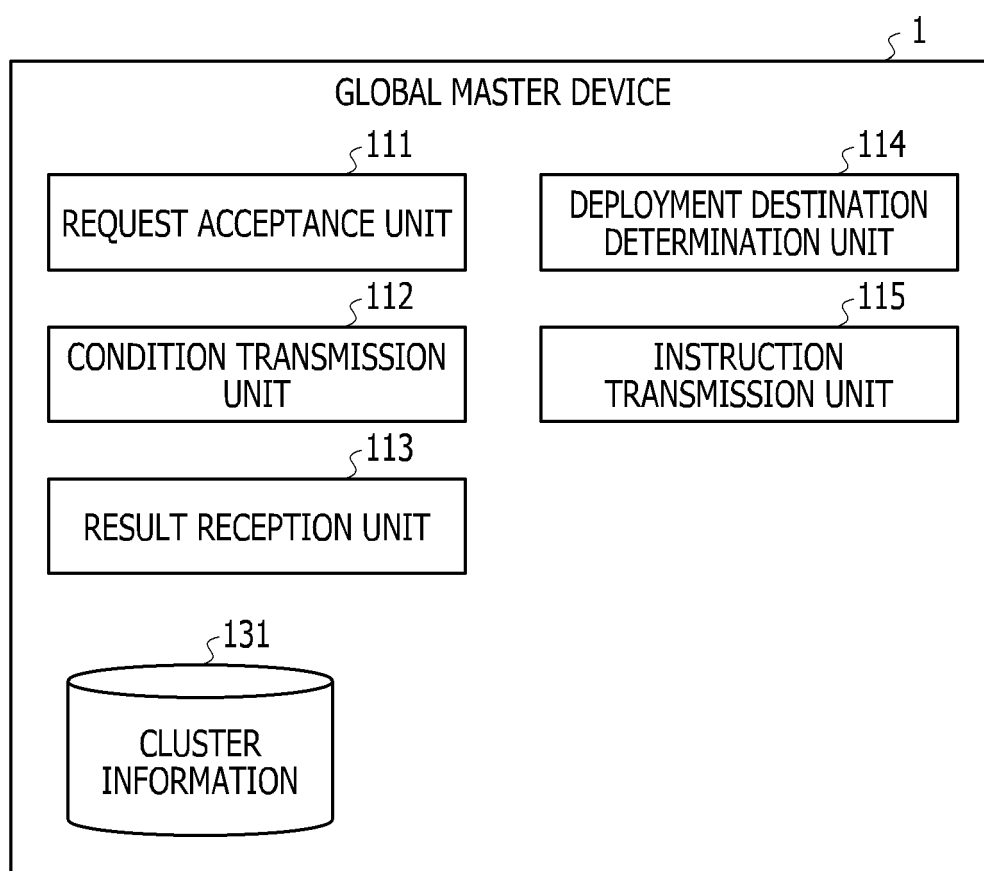 1
GLOBAL MASTER DEVICE
111
REQUEST ACCEPTANCE UNIT
112
CONDITION TRANSMISSION
UNIT
113
RESULT RECEPTION UNIT
114
DEPLOYMENT DESTINATION
DETERMINATION UNIT
115
INSTRUCTION
TRANSMISSION UNIT
131
CLUSTER
INFORMATION